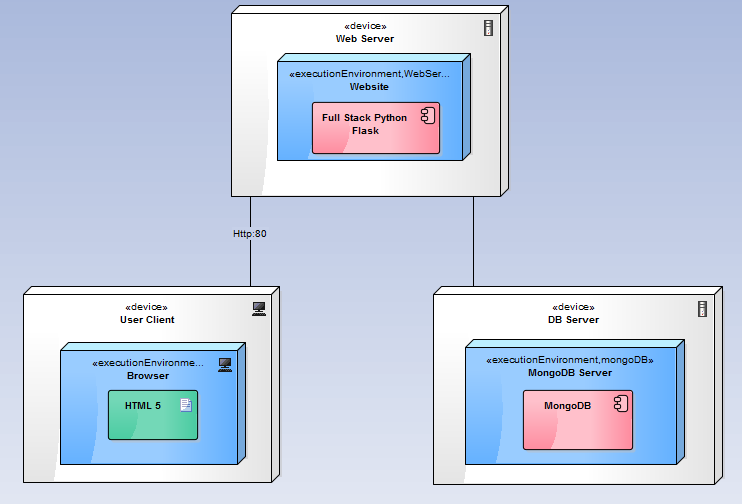 «device»
Web Server
«executionEnvironment,WebSer...
Website
Full Stack Python
Flask
Http:80
«device»
User Client
«executionEnvironme...
Browser
HTML 5
«device»
DB Server
«executionEnvironment,mongoDB»
MongoDB Server
MongoDB